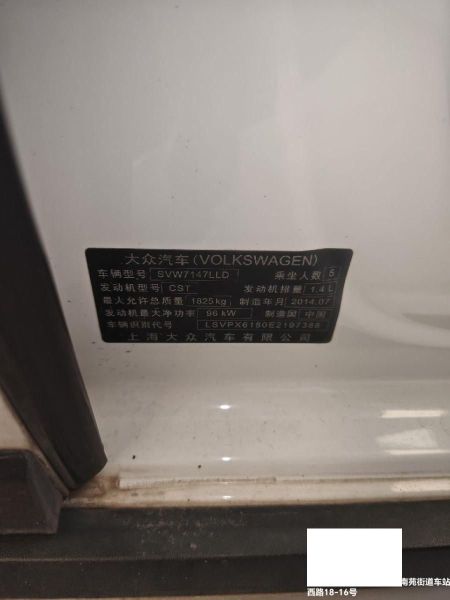 大众汽车(VOLKSWAGEN)
车辆型号 SVW7147LLD 乘坐人数 5
发动机型号 CST 发动机排量 1.4 L
最大允许总质量 1825kg 制造年月 2014.07
发动机最大净功率 96 kW 制造国 中国
车辆识别代号 LSVPX6180E2197388
上海大众汽车有限公司
南苑街道车站
西路18-16号